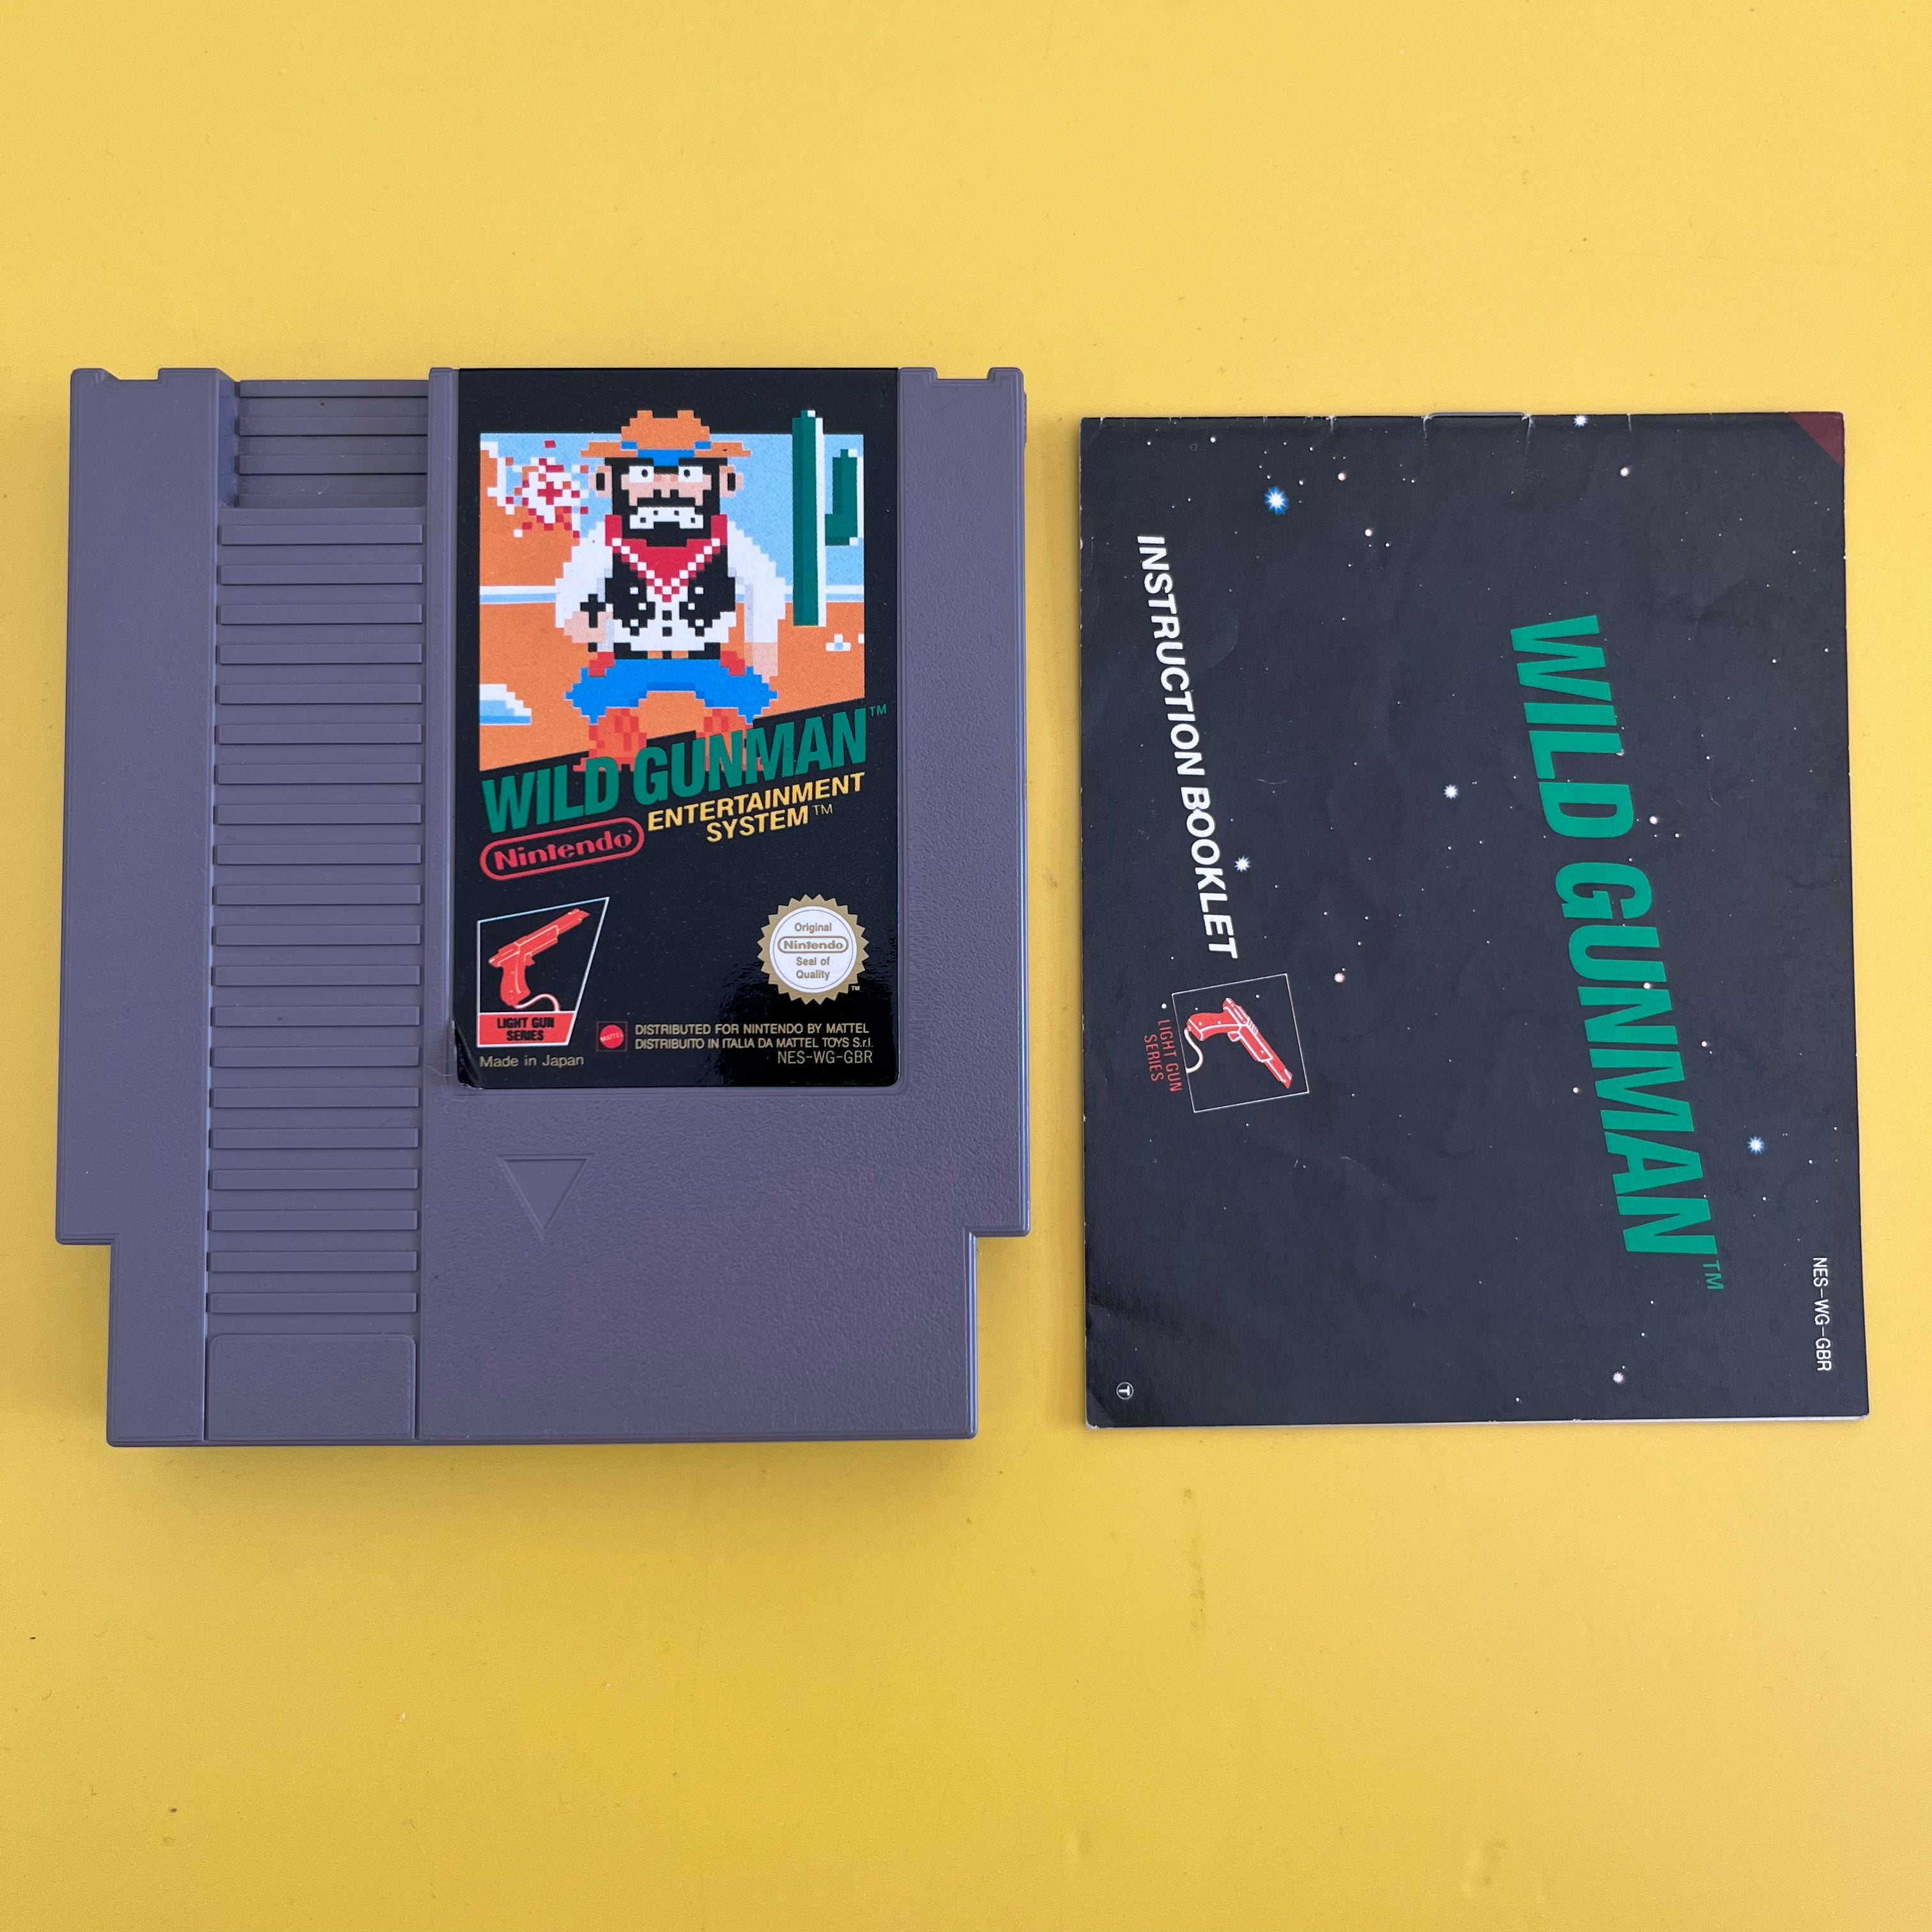 WILD GUNMAN™
Nintendo®
ENTERTAINMENT
SYSTEM™
LIGHT GUN
SERIES
Original
Nintendo
Seal of
Quality
™
MATTEL
DISTRIBUTED FOR NINTENDO BY MATTEL
DISTRIBUITO IN ITALIA DA MATTEL TOYS S.r.l.
Made in Japan
NES-WG-GBR
NES-WG-GBR
WILD GUNMAN™
INSTRUCTION BOOKLET
LIGHT GUN
SERIES
T